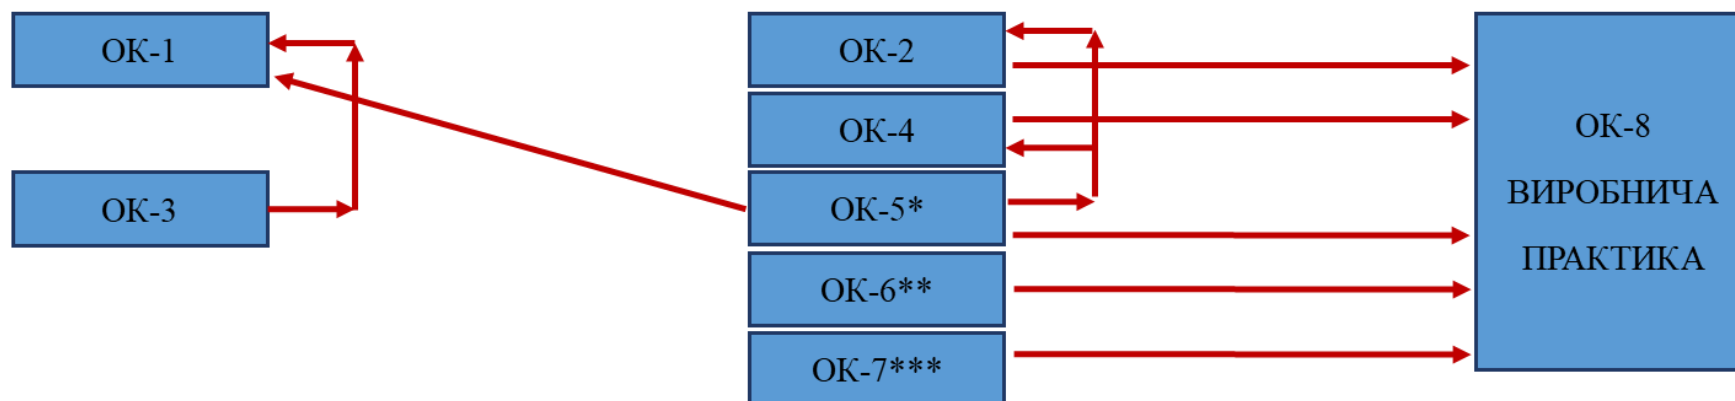 ОК-1
ОК-3
ОК-2
ОК-4
ОК-5*
ОК-6**
ОК-7***
ОК-8
ВИРОБНИЧА
ПРАКТИКА